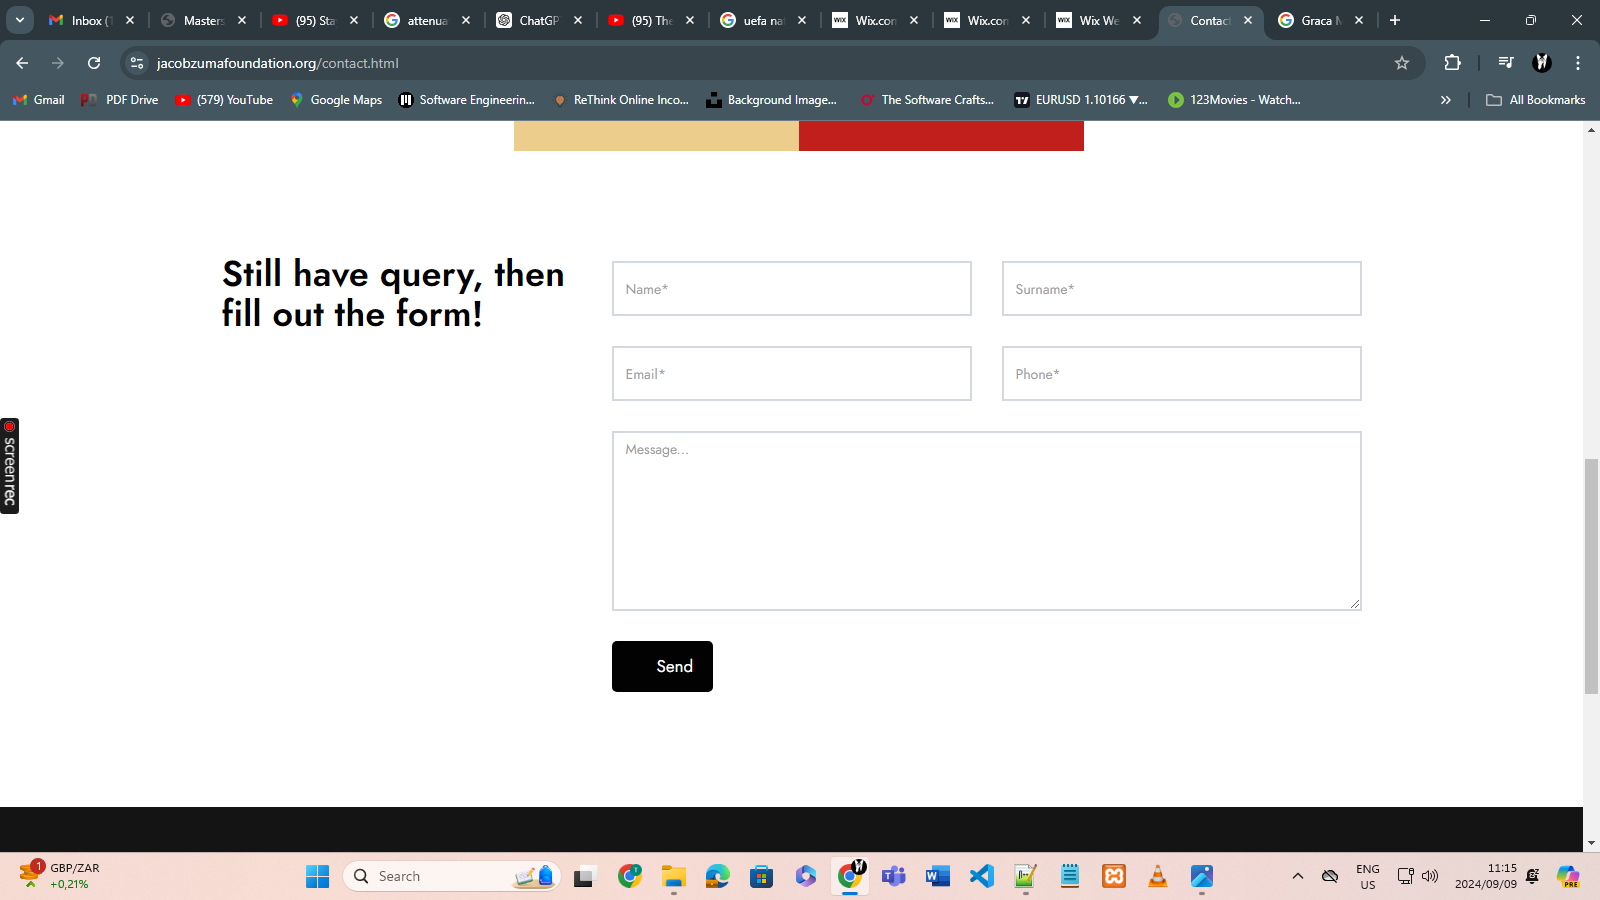 Inbox (1
Masters
(95) Sta
attenua
ChatGP
(95) The
uefa nat
Wix.com
Wix.com
Wix We
Contact
Graca M
jacobzumafoundation.org/contact.html
Gmail
PDF Drive
(579) YouTube
Google Maps
Software Engineerin...
ReThink Online Inco...
Background Image...
The Software Crafts...
EURUSD 1.10166 ▼...
123Movies - Watch...
All Bookmarks
Still have query, then
fill out the form!
Name*
Surname*
Email*
Phone*
Message...
Send
screenrec
1
GBP/ZAR
+0,21%
Search
ENG
US
11:15
2024/09/09
PRE